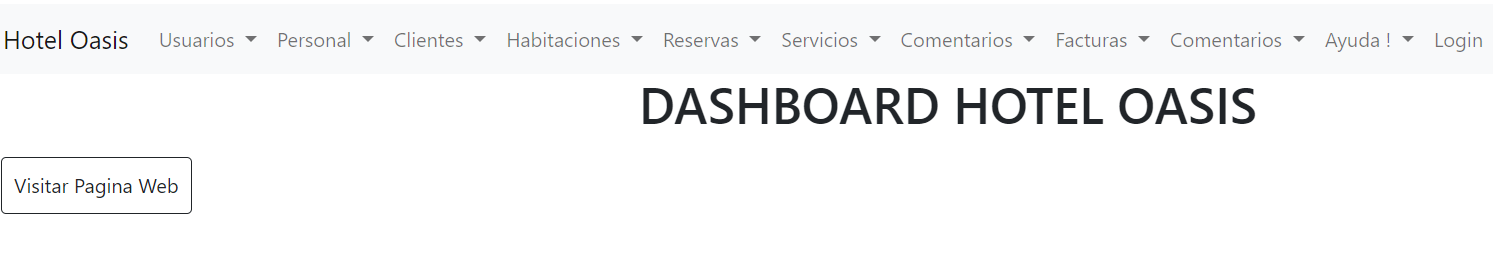 Hotel Oasis Usuarios Personal Clientes Habitaciones Reservas Servicios Comentarios Facturas Comentarios Ayuda ! Login
DASHBOARD HOTEL OASIS
Visitar Pagina Web